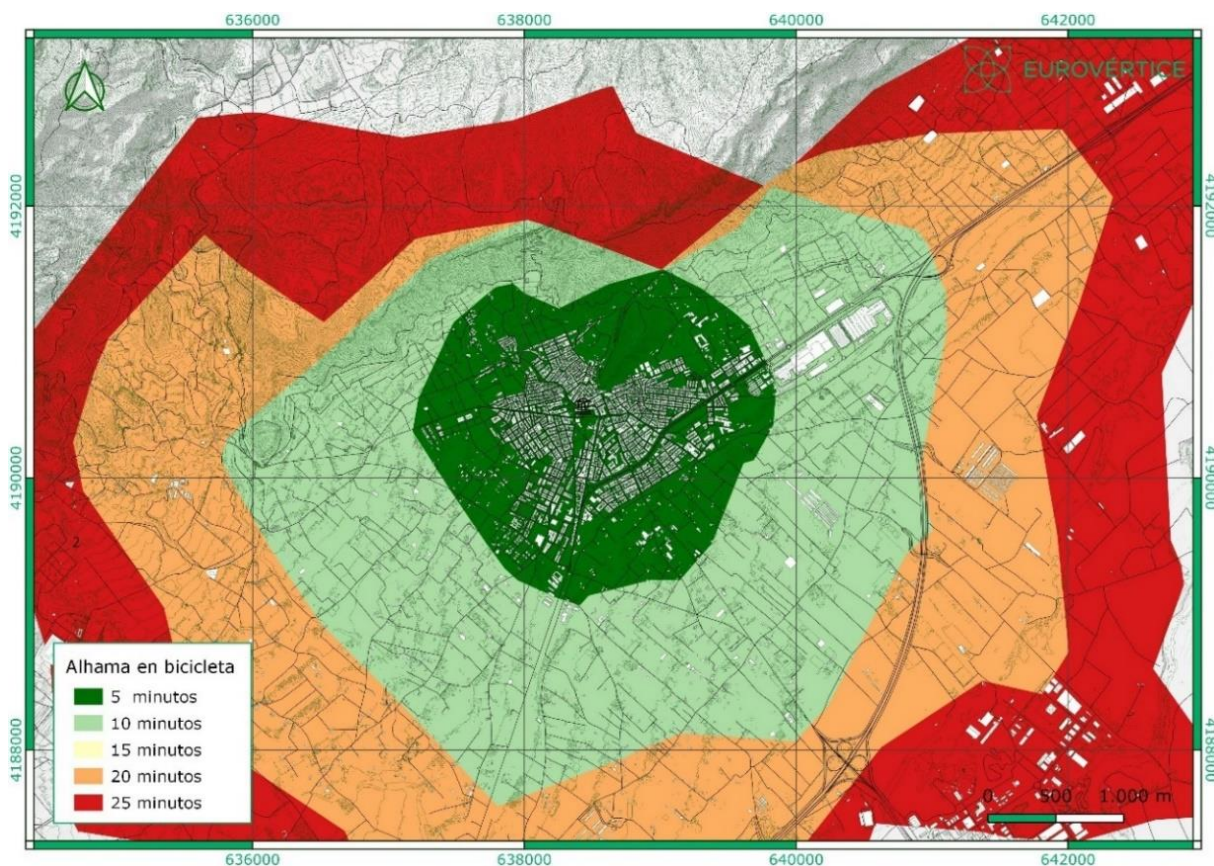 636000 638000 640000 642000
EUROVÉRTICE
4192000 4192000
4190000 4190000
2
Alhama en bicicleta
5 minutos
10 minutos
15 minutos
20 minutos
25 minutos
4188000 4188000
0 500 1.000 m
636000 638000 640000 642000